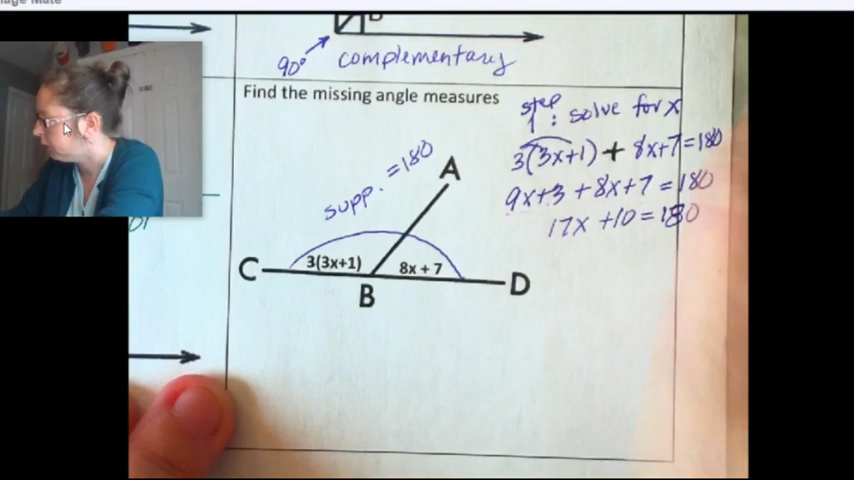 D
90° complementary
Find the missing angle measures
step 1: solve for x
3(3x+1) + 8x+7=180
9x+3 +8x+7 =180
17x +10 =180
supp. =180
A
C 3(3x+1) 8x + 7 D
B